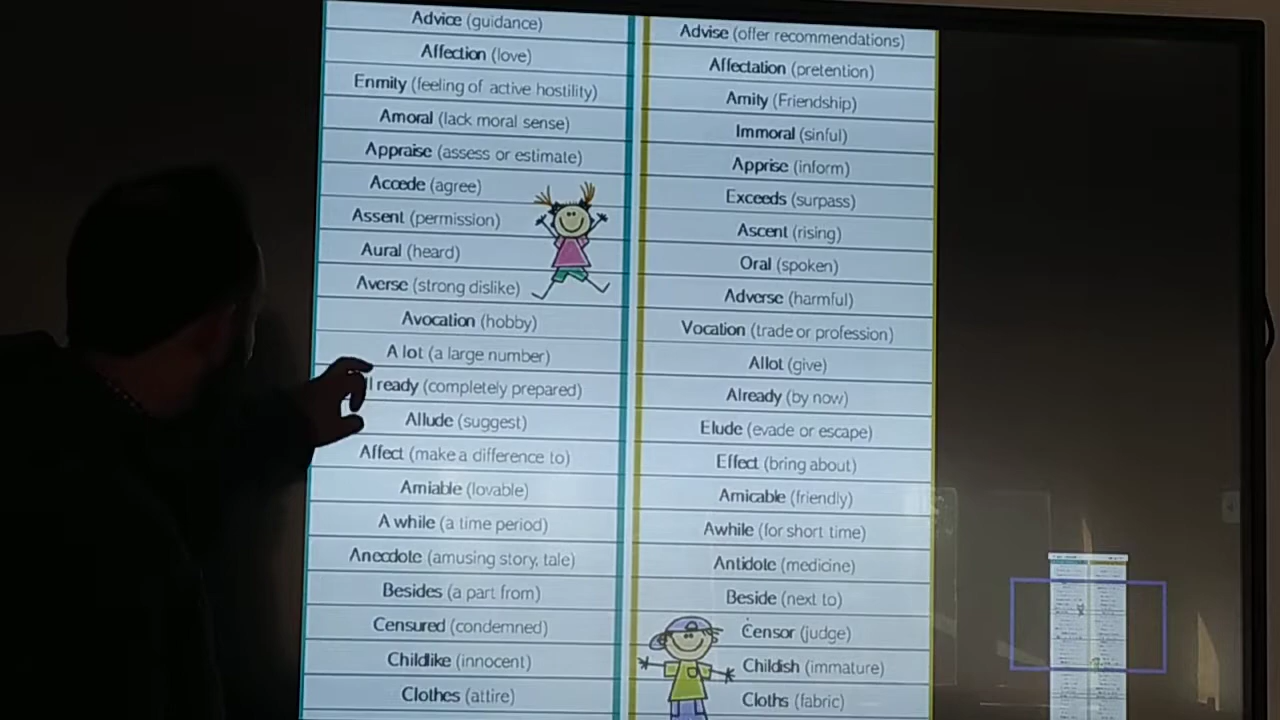 Advice (guidance)
Advise (offer recommendations)
Affection (love)
Affectation (pretention)
Enmity (feeling of active hostility)
Amity (Friendship)
Amoral (lack moral sense)
Immoral (sinful)
Appraise (assess or estimate)
Apprise (inform)
Accede (agree)
Exceeds (surpass)
Assent (permission)
Ascent (rising)
Aural (heard)
Oral (spoken)
Averse (strong dislike)
Adverse (harmful)
Avocation (hobby)
Vocation (trade or profession)
A lot (a large number)
Allot (give)
ready (completely prepared)
Already (by now)
Allude (suggest)
Elude (evade or escape)
Affect (make a difference to)
Effect (bring about)
Amiable (lovable)
Amicable (friendly)
A while (a time period)
Awhile (for short time)
Anecdote (amusing story, tale)
Antidote (medicine)
Besides (a part from)
Beside (next to)
Censured (condemned)
Censor (judge)
Childlike (innocent)
Childish (immature)
Clothes (attire)
Cloths (fabric)